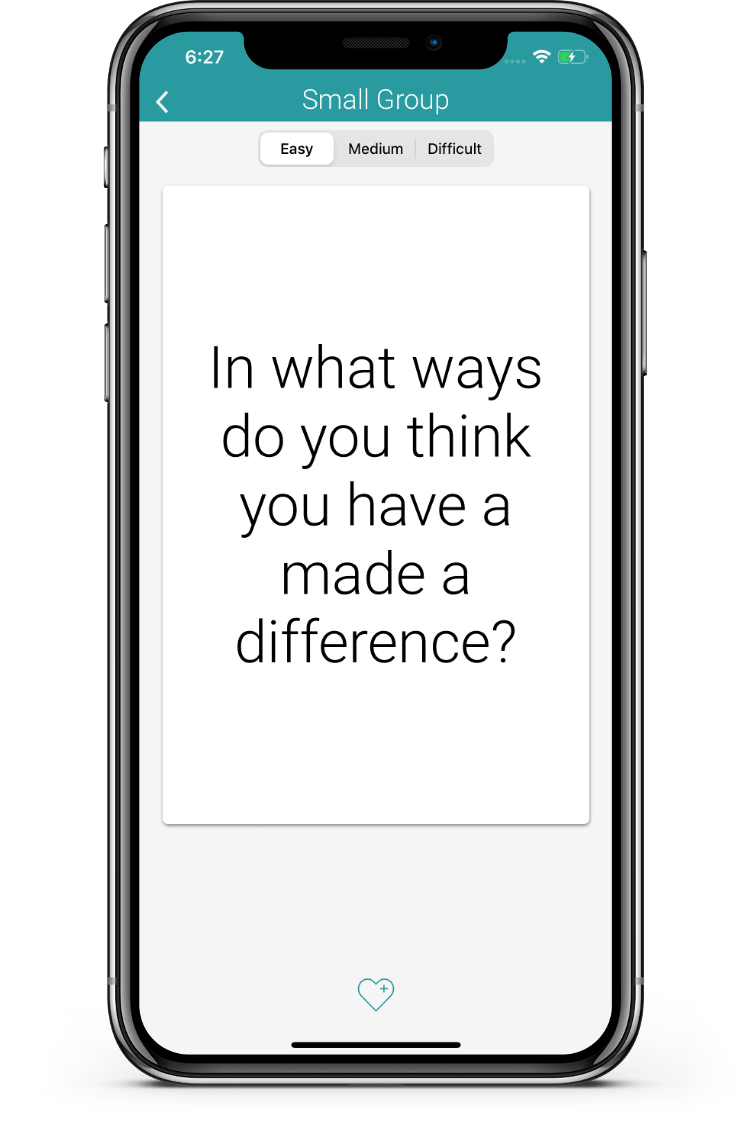 6:27
Small Group
Easy Medium Difficult
In what ways
do you think
you have a
made a
difference?